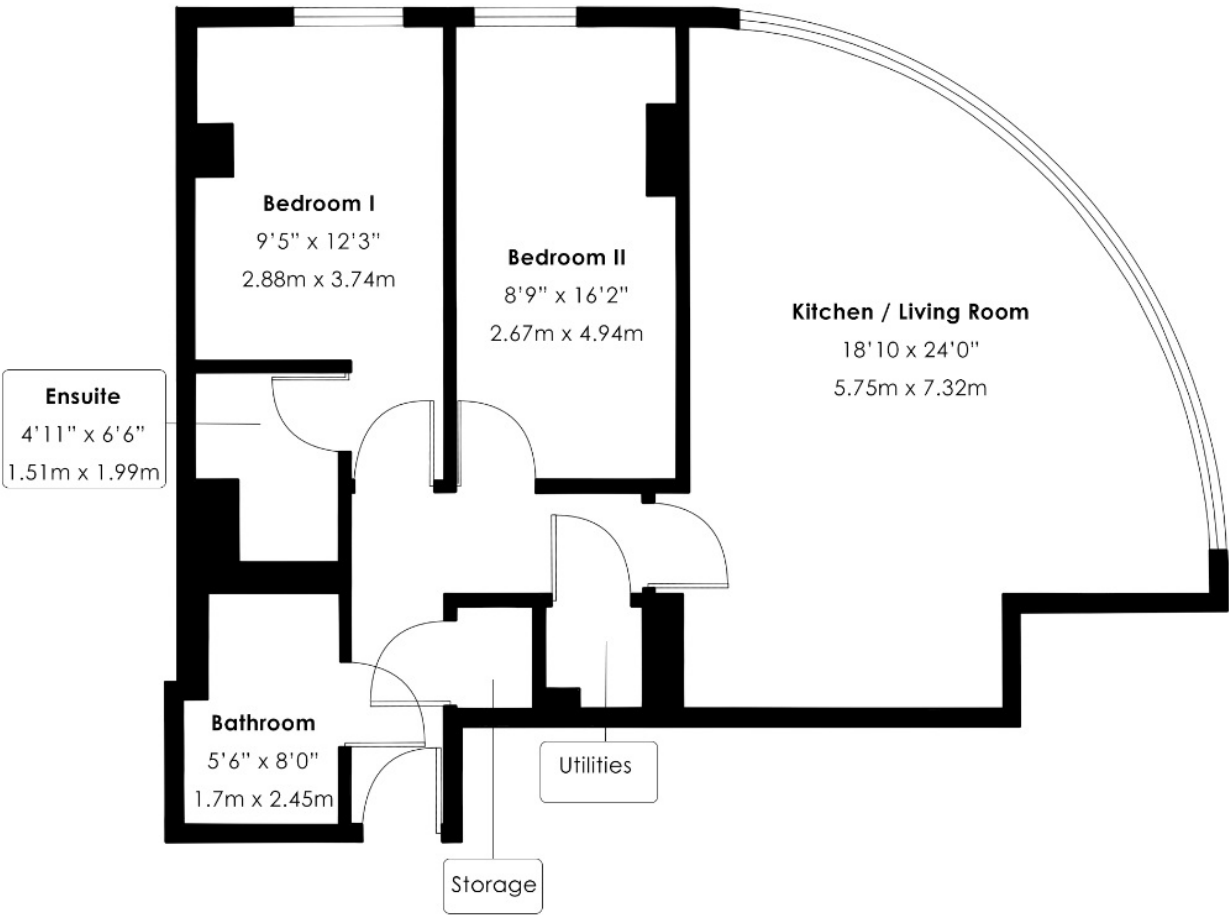 Bedroom I
9’5” x 12’3”
2.88m x 3.74m
Bedroom II
8’9” x 16’2”
2.67m x 4.94m
Kitchen / Living Room
18’10 x 24’0”
5.75m x 7.32m
Ensuite
4’11” x 6’6”
1.51m x 1.99m
Bathroom
5’6” x 8’0”
1.7m x 2.45m
Utilities
Storage